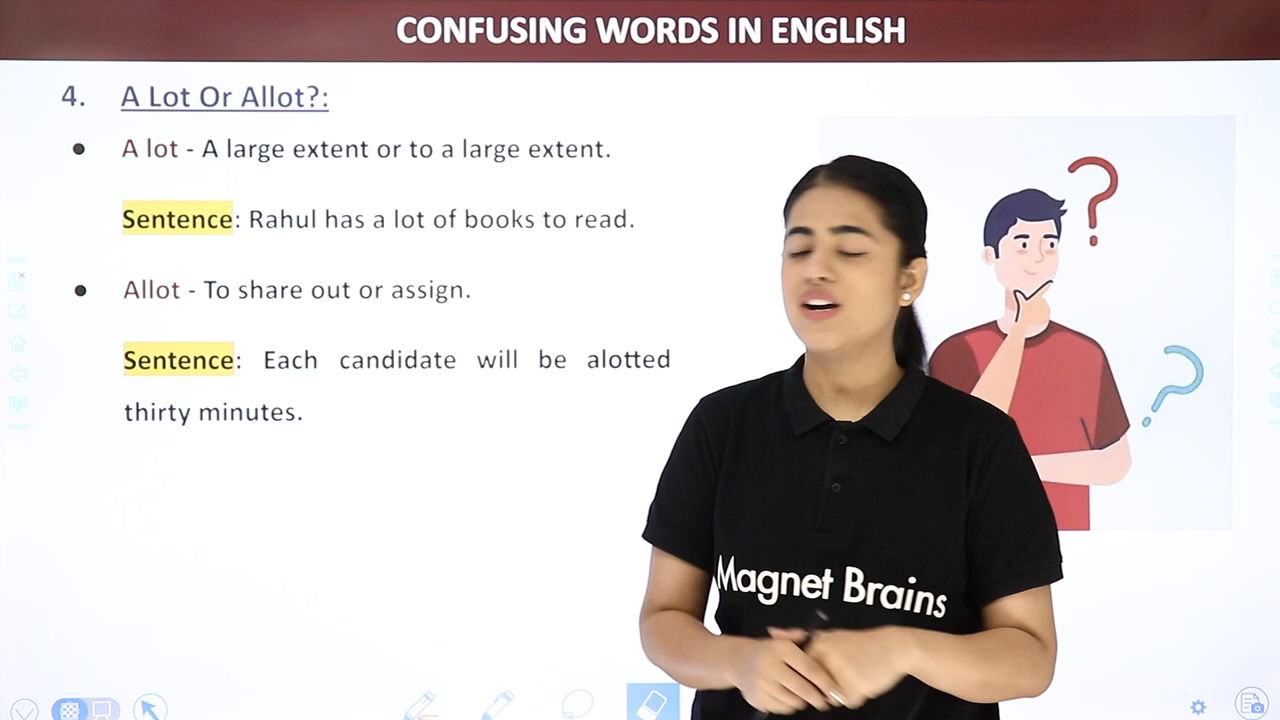 CONFUSING WORDS IN ENGLISH
4. A Lot Or Allot?:
● A lot - A large extent or to a large extent.
Sentence: Rahul has a lot of books to read.
● Allot - To share out or assign.
Sentence: Each candidate will be alotted
thirty minutes.
Magnet Brains